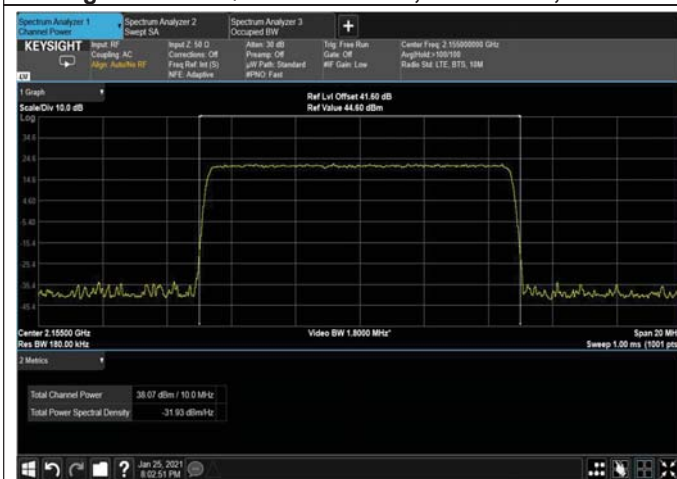 Spectrum Analyzer 1
Channel Power
Spectrum Analyzer 2
Swept SA
Spectrum Analyzer 3
Occupied BW
+
KEYSIGHT
Input: RF
Coupling: AC
Align: Auto/No RF
Input Z: 50 Ω
Corrections: Off
Freq Ref: Int (S)
NFE: Adaptive
Atten: 30 dB
Preamp: Off
µW Path: Standard
#PNO: Fast
Trig: Free Run
Gate: Off
#IF Gain: Low
Center Freq: 2.155000000 GHz
Avg|Hold:>100/100
Radio Std: LTE, BTS, 10M
LXI
1 Graph
Scale/Div 10.0 dB
Ref Lvl Offset 41.60 dB
Ref Value 44.60 dBm
Log
34.6
24.6
14.6
4.60
-5.40
-15.4
-25.4
-35.4
-45.4
Center 2.15500 GHz
Res BW 180.00 kHz
Video BW 1.8000 MHz*
Span 20 MH
Sweep 1.00 ms (1001 pts
2 Metrics
Total Channel Power 38.07 dBm / 10.0 MHz
Total Power Spectral Density -31.93 dBm/Hz
?
Jan 25, 2021
8:02:51 PM